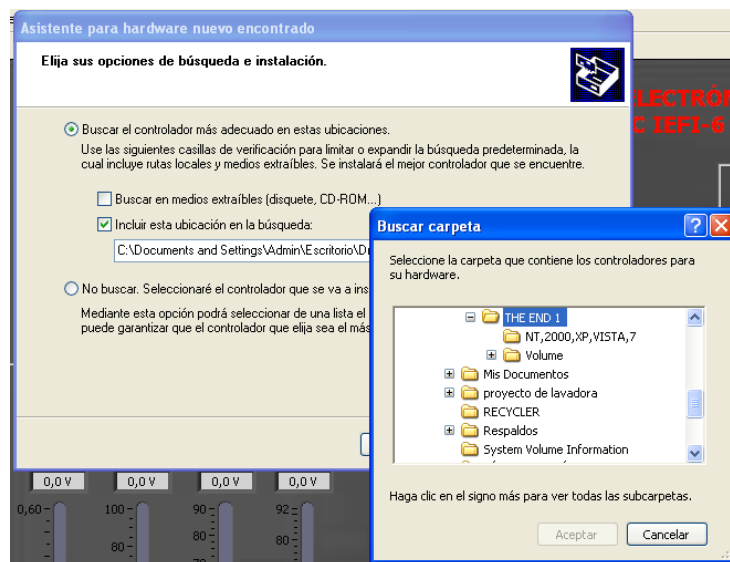 Asistente para hardware nuevo encontrado
Elija sus opciones de búsqueda e instalación.
Buscar el controlador más adecuado en estas ubicaciones.
Use las siguientes casillas de verificación para limitar o expandir la búsqueda predeterminada, la
cual incluye rutas locales y medios extraíbles. Se instalará el mejor controlador que se encuentre.
Buscar en medios extraíbles (disquete, CD-ROM...)
Incluir esta ubicación en la búsqueda:
C:\Documents and Settings\Admin\Escritorio\
No buscar. Seleccionaré el controlador que se va a
Mediante esta opción podrá seleccionar de una lista el
puede garantizar que el controlador que elija sea el más
IEFI-6
Buscar carpeta
Seleccione la carpeta que contiene los controladores para
su hardware.
THE END 1
NT,2000,XP,VISTA,7
Volume
Mis Documentos
proyecto de lavadora
RECYCLER
Respaldos
System Volume Information
Haga clic en el signo más para ver todas las subcarpetas.
Aceptar Cancelar
0,0 V 0,0 V 0,0 V 0,0 V
0,60 100 90 92
80 80 80